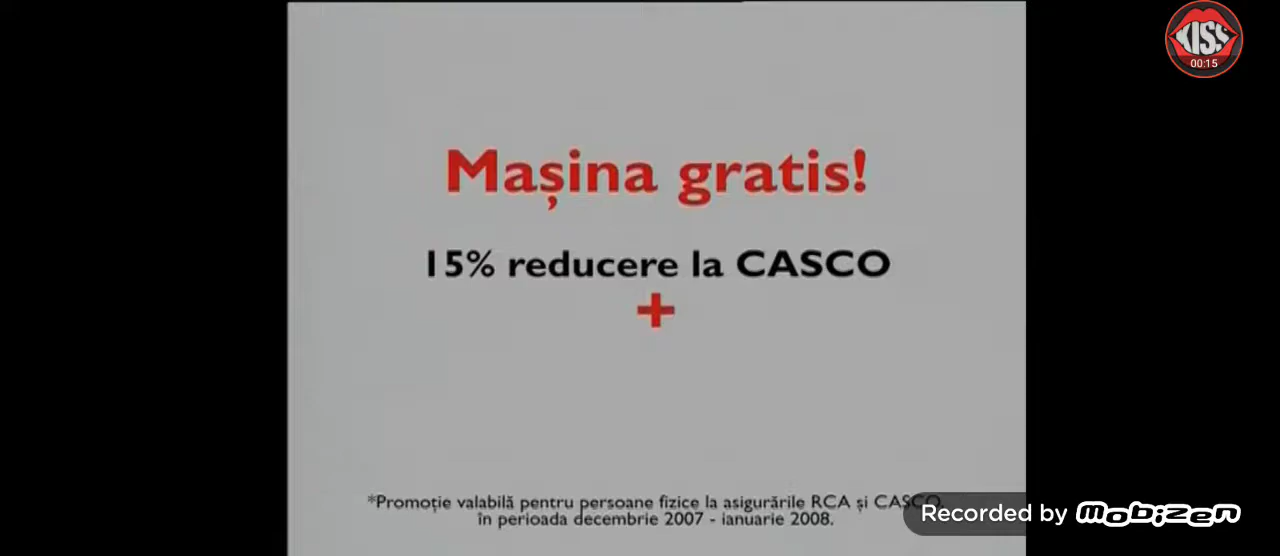 KISS
00:15
Mașina gratis!
15% reducere la CASCO
+
*Promoție valabilă pentru persoane fizice la asigurările RCA și CASCO
în perioada decembrie 2007 - ianuarie 2008.
Recorded by mobizen